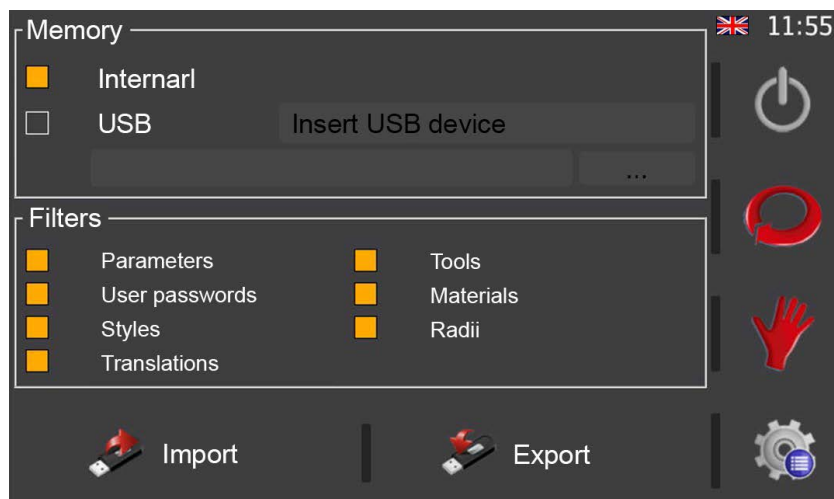 Memory
11:55
Internarl
USB Insert USB device
...
Filters
Parameters Tools
User passwords Materials
Styles Radii
Translations
Import Export